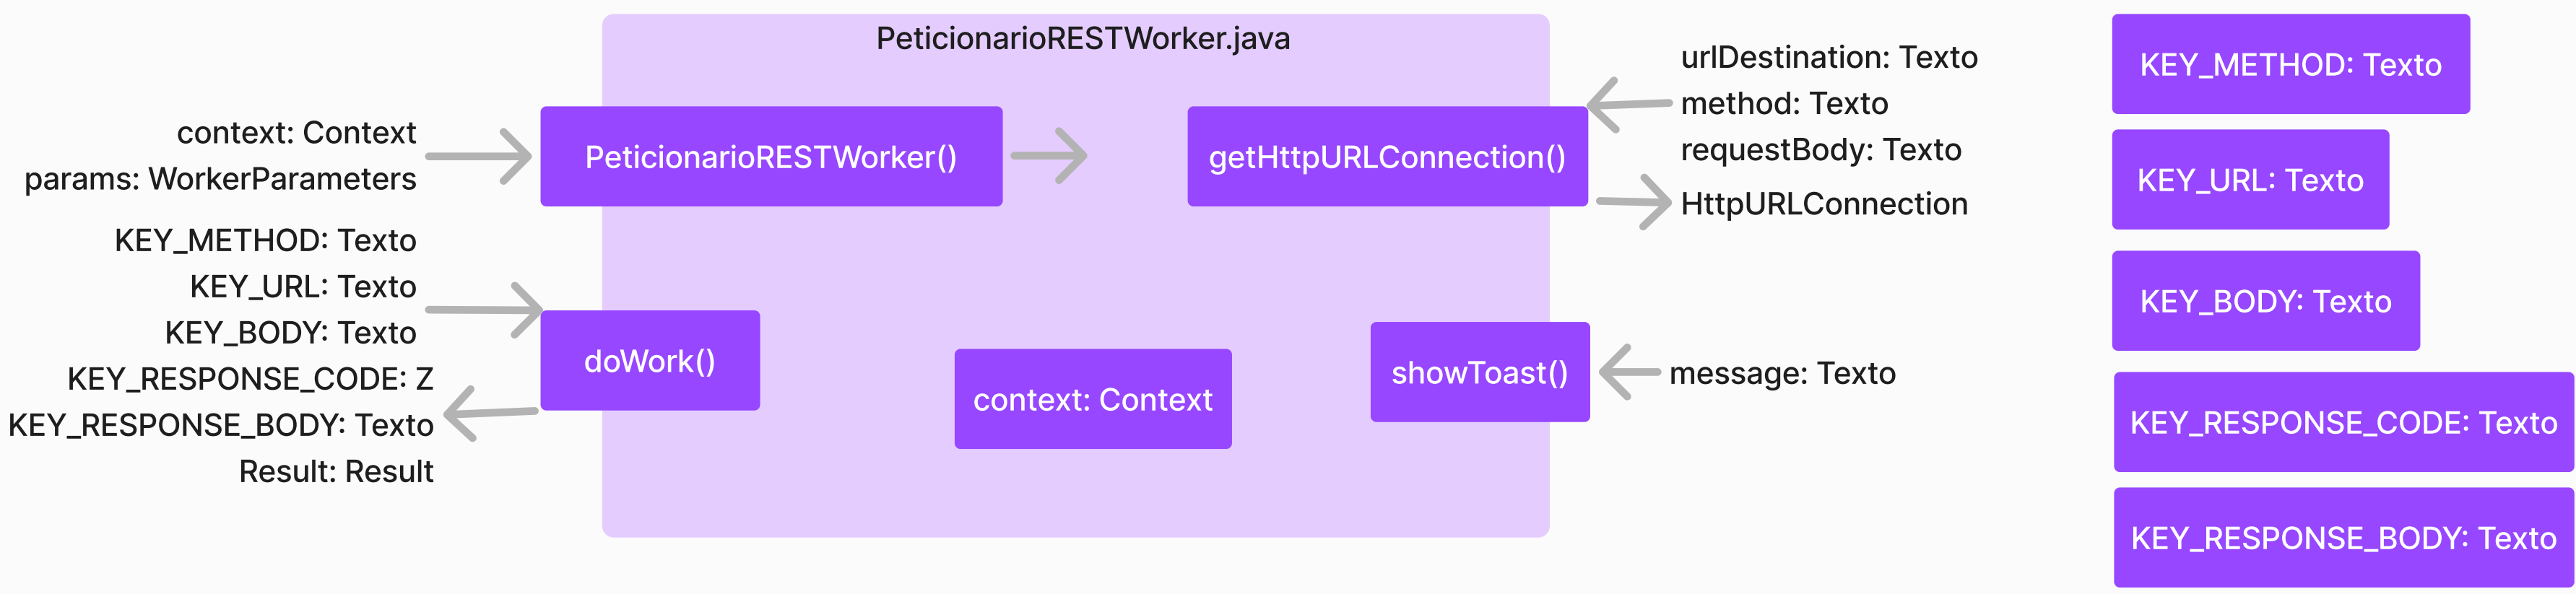 PeticionarioRESTWorker.java
context: Context
params: WorkerParameters
PeticionarioRESTWorker()
getHttpURLConnection()
urlDestination: Texto
method: Texto
requestBody: Texto
HttpURLConnection
KEY_METHOD: Texto
KEY_URL: Texto
KEY_BODY: Texto
KEY_RESPONSE_CODE: Z
KEY_RESPONSE_BODY: Texto
Result: Result
doWork()
context: Context
showToast()
message: Texto
KEY_METHOD: Texto
KEY_URL: Texto
KEY_BODY: Texto
KEY_RESPONSE_CODE: Texto
KEY_RESPONSE_BODY: Texto